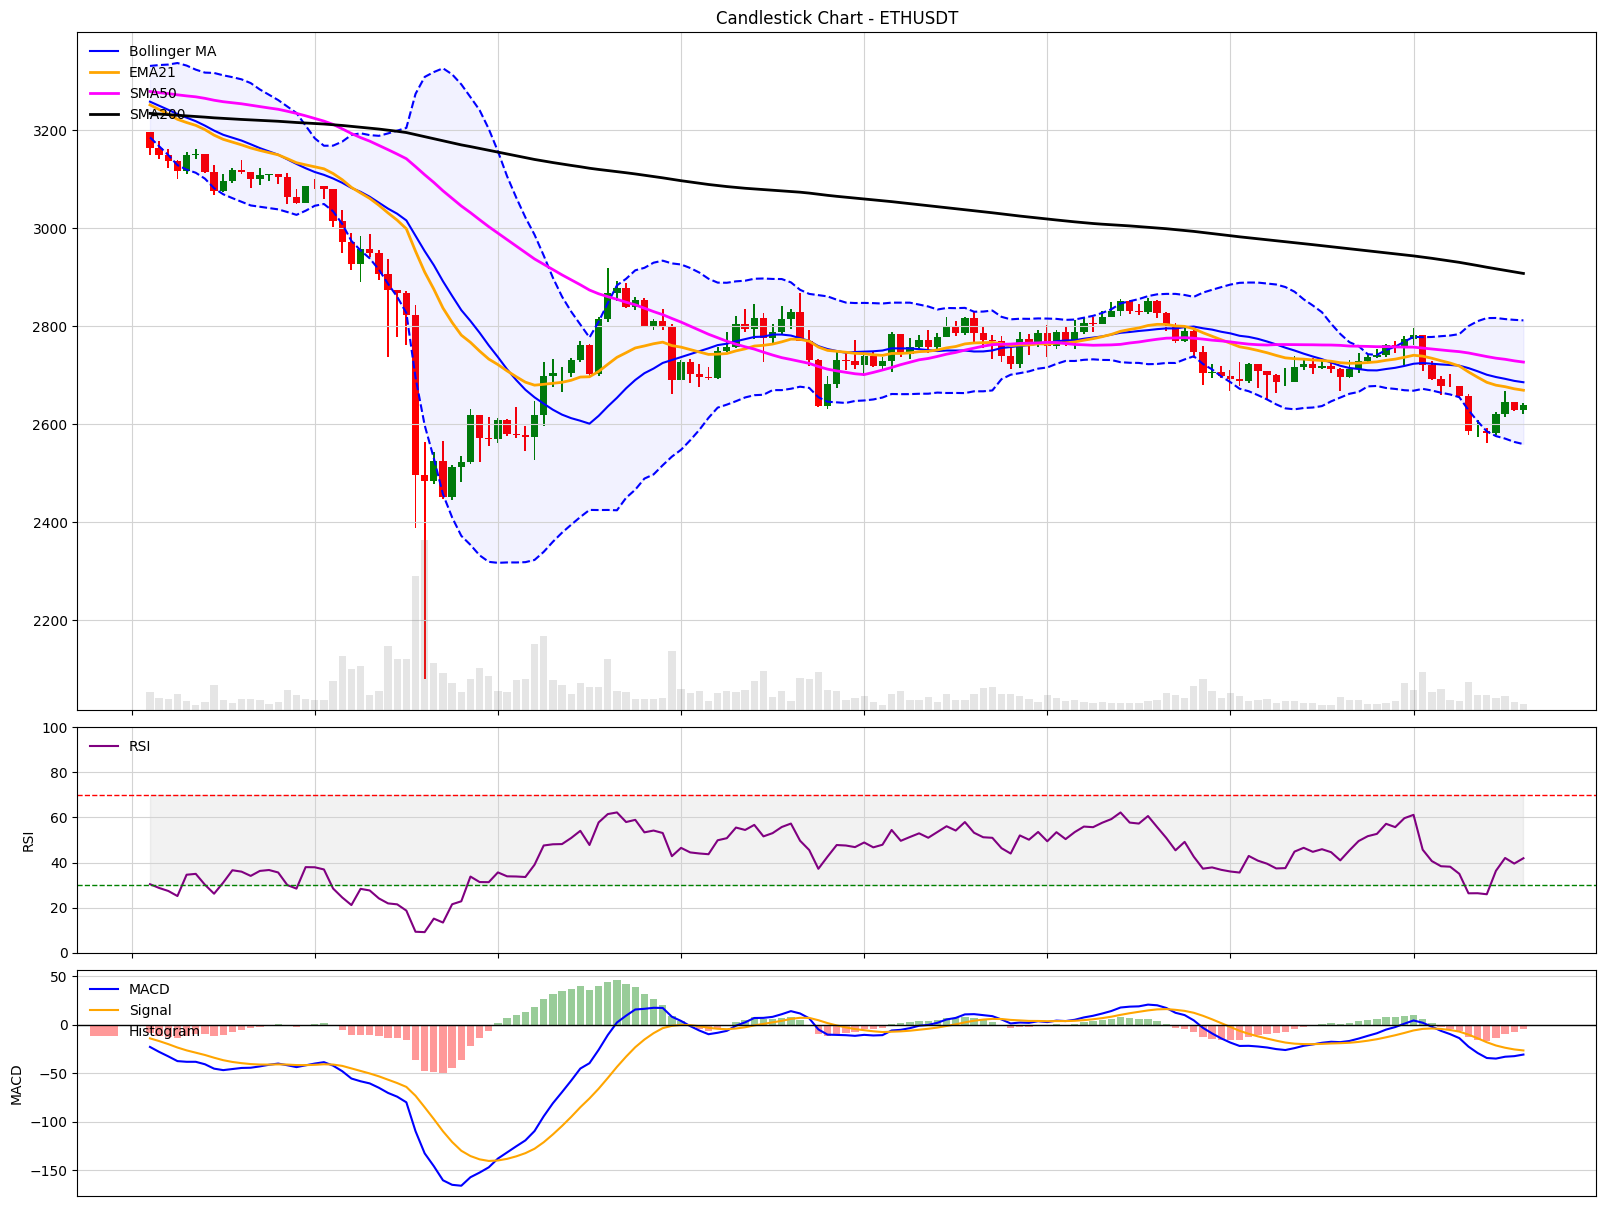 Candlestick Chart - ETHUSDT
Bollinger MA
EMA21
SMA50
SMA200
3200
3000
2800
2600
2400
2200
RSI
100
80
60
40
20
0
RSI
MACD
Signal
Histogram
50
0
−50
−100
−150
MACD